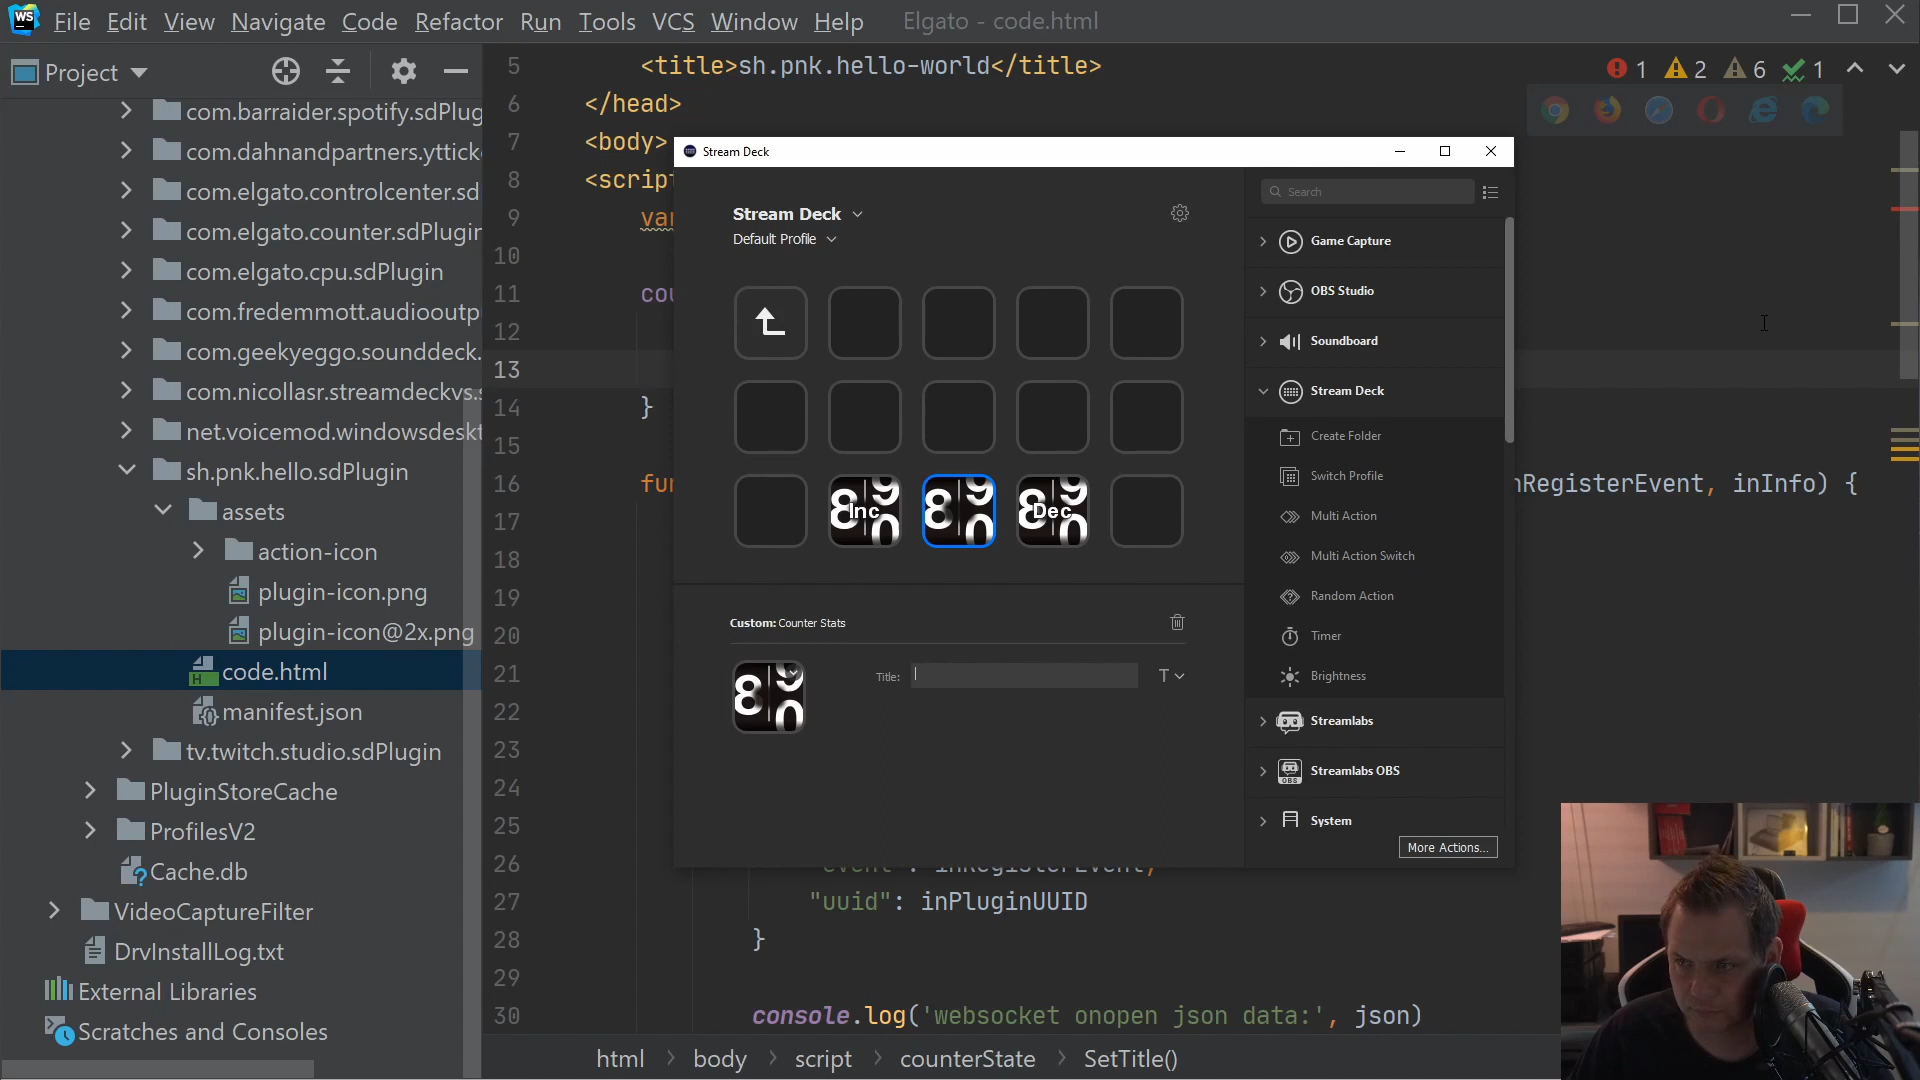 WS File Edit View Navigate Code Refactor Run Tools VCS Window Help Elgato - code.html
Project
1 2 6 1
com.barraider.spotify.sdPlug
com.dahnandpartners.yttick
com.elgato.controlcenter.sd
com.elgato.counter.sdPlugin
com.elgato.cpu.sdPlugin
com.fredemmott.audiooutp
com.geekyeggo.sounddeck.
com.nicollasr.streamdeckvs.s
net.voicemod.windowsdesk
sh.pnk.hello.sdPlugin
assets
action-icon
plugin-icon.png
plugin-icon@2x.png
code.html
manifest.json
tv.twitch.studio.sdPlugin
PluginStoreCache
ProfilesV2
Cache.db
VideoCaptureFilter
DrvInstallLog.txt
External Libraries
Scratches and Consoles
5 <title>sh.pnk.hello-world</title>
6 </head>
7 <body>
8 <script
9 var
10
11 cou
12
13
14 }
15
16 fun nRegisterEvent, inInfo) {
17
18
19
20
21
22
23
24
25
26 "event": inRegisterEvent,
27 "uuid": inPluginUUID
28 }
29
30 console.log('websocket onopen json data:', json)
html > body > script > counterState > SetTitle()
Stream Deck
Stream Deck
Default Profile
Inc
Dec
Custom: Counter Stats
Title:
T
Search
Game Capture
OBS Studio
Soundboard
Stream Deck
Create Folder
Switch Profile
Multi Action
Multi Action Switch
Random Action
Timer
Brightness
Streamlabs
Streamlabs OBS
System
More Actions...